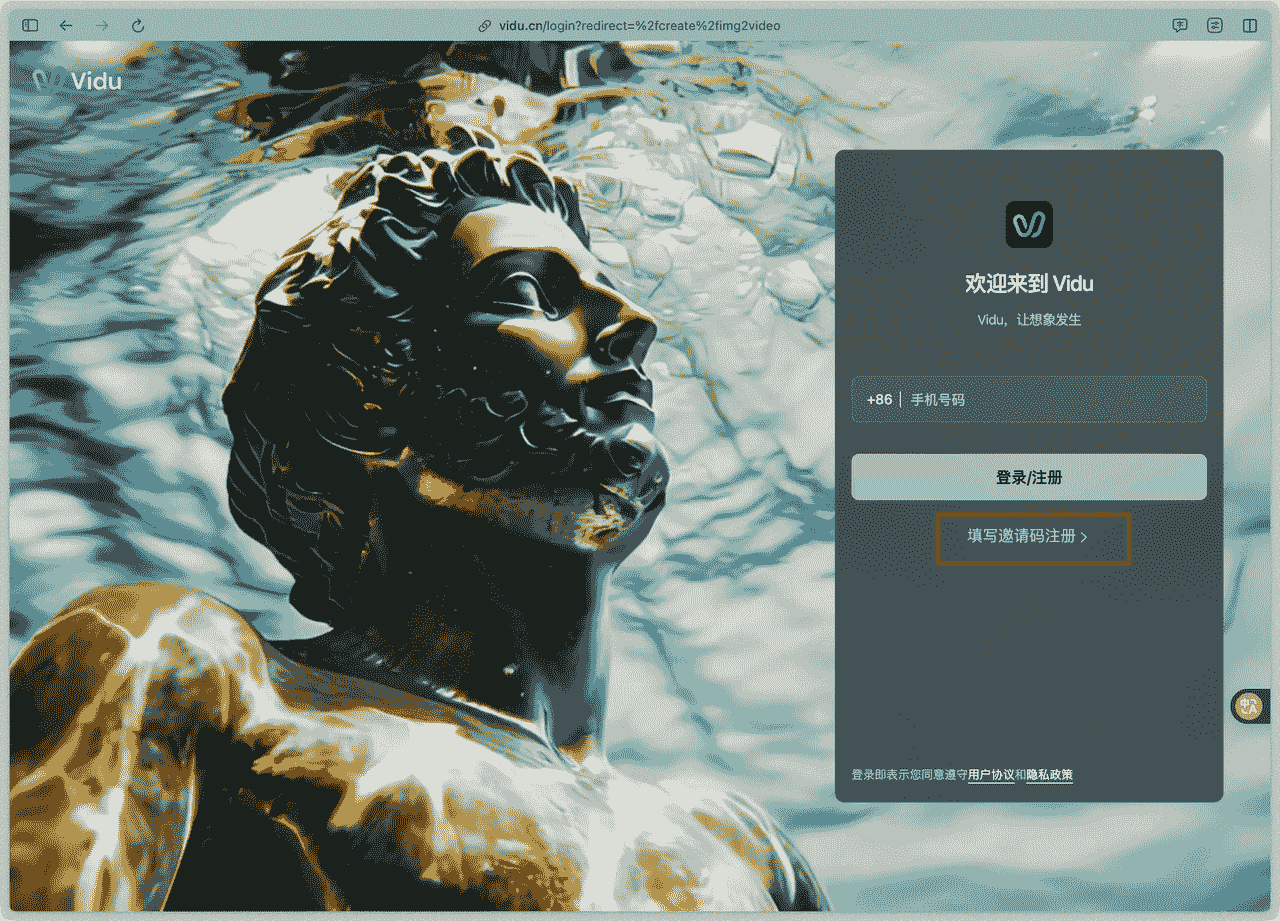 vidu.cn/login?redirect=%2fcreate%2fimg2video
Vidu
欢迎来到 Vidu
Vidu，让想象发生
+86 | 手机号码
登录/注册
填写邀请码注册 >
登录即表示您同意遵守用户协议和隐私政策